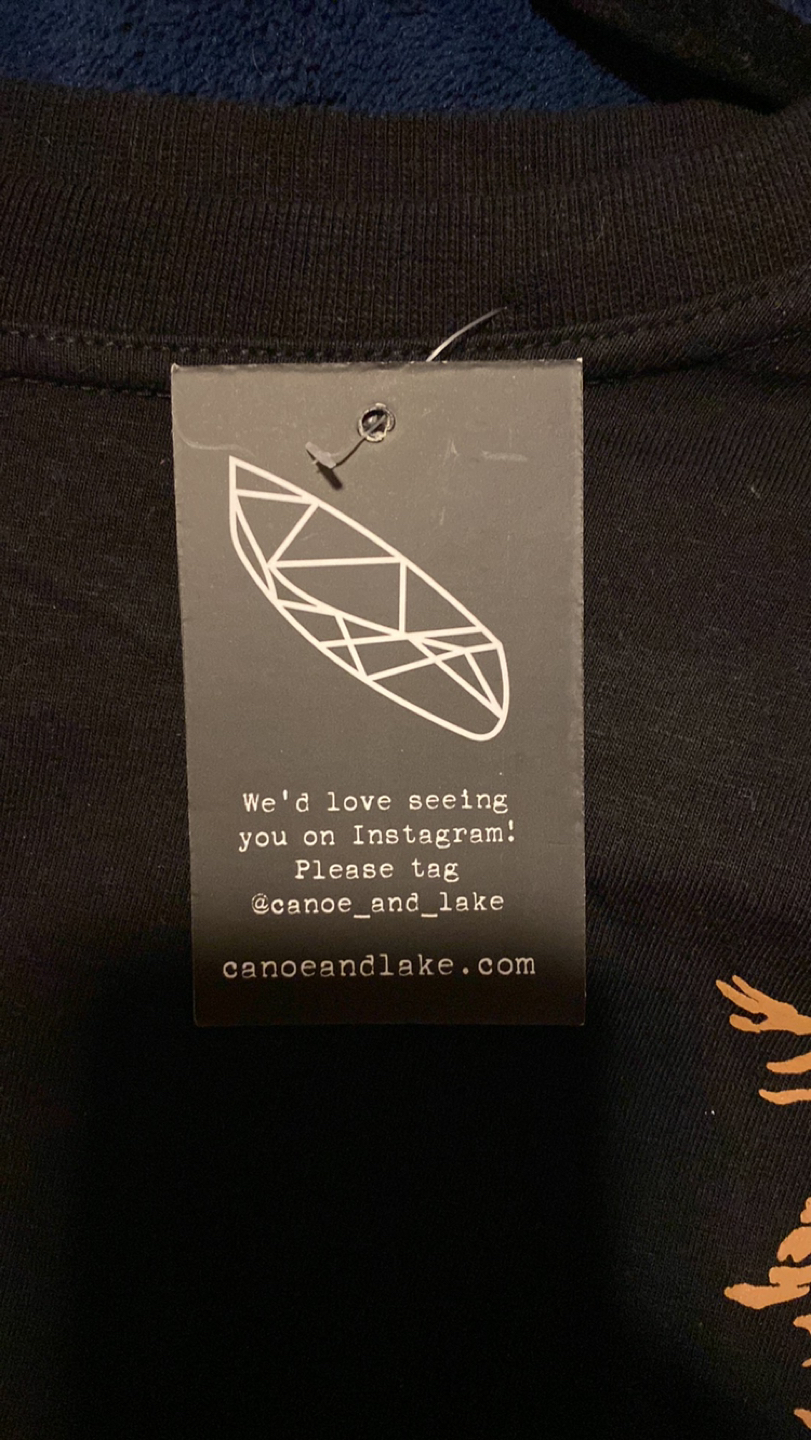 We'd love seeing
you on Instagram!
Please tag
@canoe_and_lake
canoeandlake.com